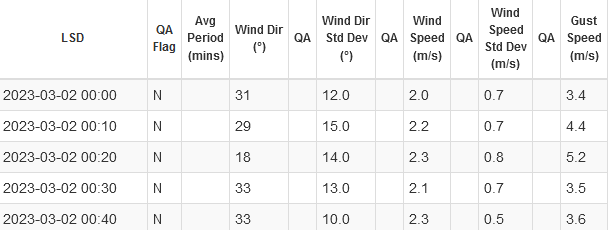 LSD QA Flag Avg Period (mins) Wind Dir (°) QA Wind Dir Std Dev (°) QA Wind Speed (m/s) QA Wind Speed Std Dev (m/s) QA Gust Speed (m/s)
2023-03-02 00:00 N 31 12.0 2.0 0.7 3.4
2023-03-02 00:10 N 29 15.0 2.2 0.7 4.4
2023-03-02 00:20 N 18 14.0 2.3 0.8 5.2
2023-03-02 00:30 N 33 13.0 2.1 0.7 3.5
2023-03-02 00:40 N 33 10.0 2.3 0.5 3.6